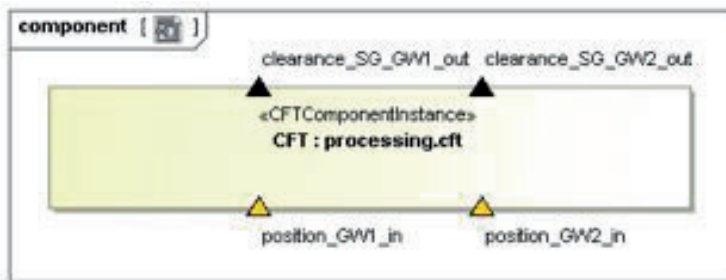 component [ ]
clearance_SG_GW1_out clearance_SG_GW2_out
«CFTComponentInstance»
CFT : processing.cft
position_GW1_in position_GW2_in